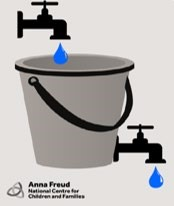 Anna Freud
National Centre for
Children and Families